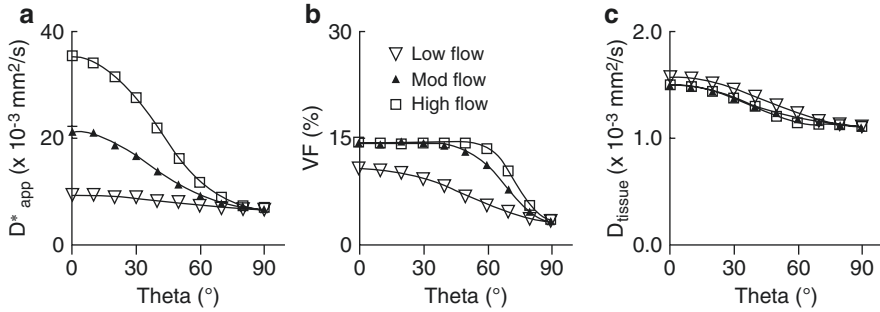 a
40
20
0
0 30 60 90
Theta (°)
D*app (x 10-3 mm2/s)
b
30
15
0
0 30 60 90
Theta (°)
VF (%)
Low flow
Mod flow
High flow
c
2.0
1.0
0.0
0 30 60 90
Theta (°)
Dtissue (x 10-3 mm2/s)